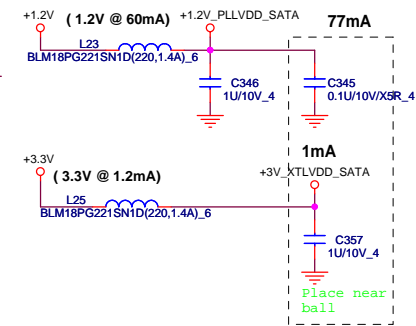 +1.2V
( 1.2V @ 60mA)
+1.2V_PLLVDD_SATA
77mA
L23
BLM18PG221SN1D(220,1.4A)_6
C346
1U/10V_4
C345
0.1U/10V/X5R_4
1mA
+3.3V
( 3.3V @ 1.2mA)
+3V_XTLVDD_SATA
L25
BLM18PG221SN1D(220,1.4A)_6
C357
1U/10V_4
Place near
ball